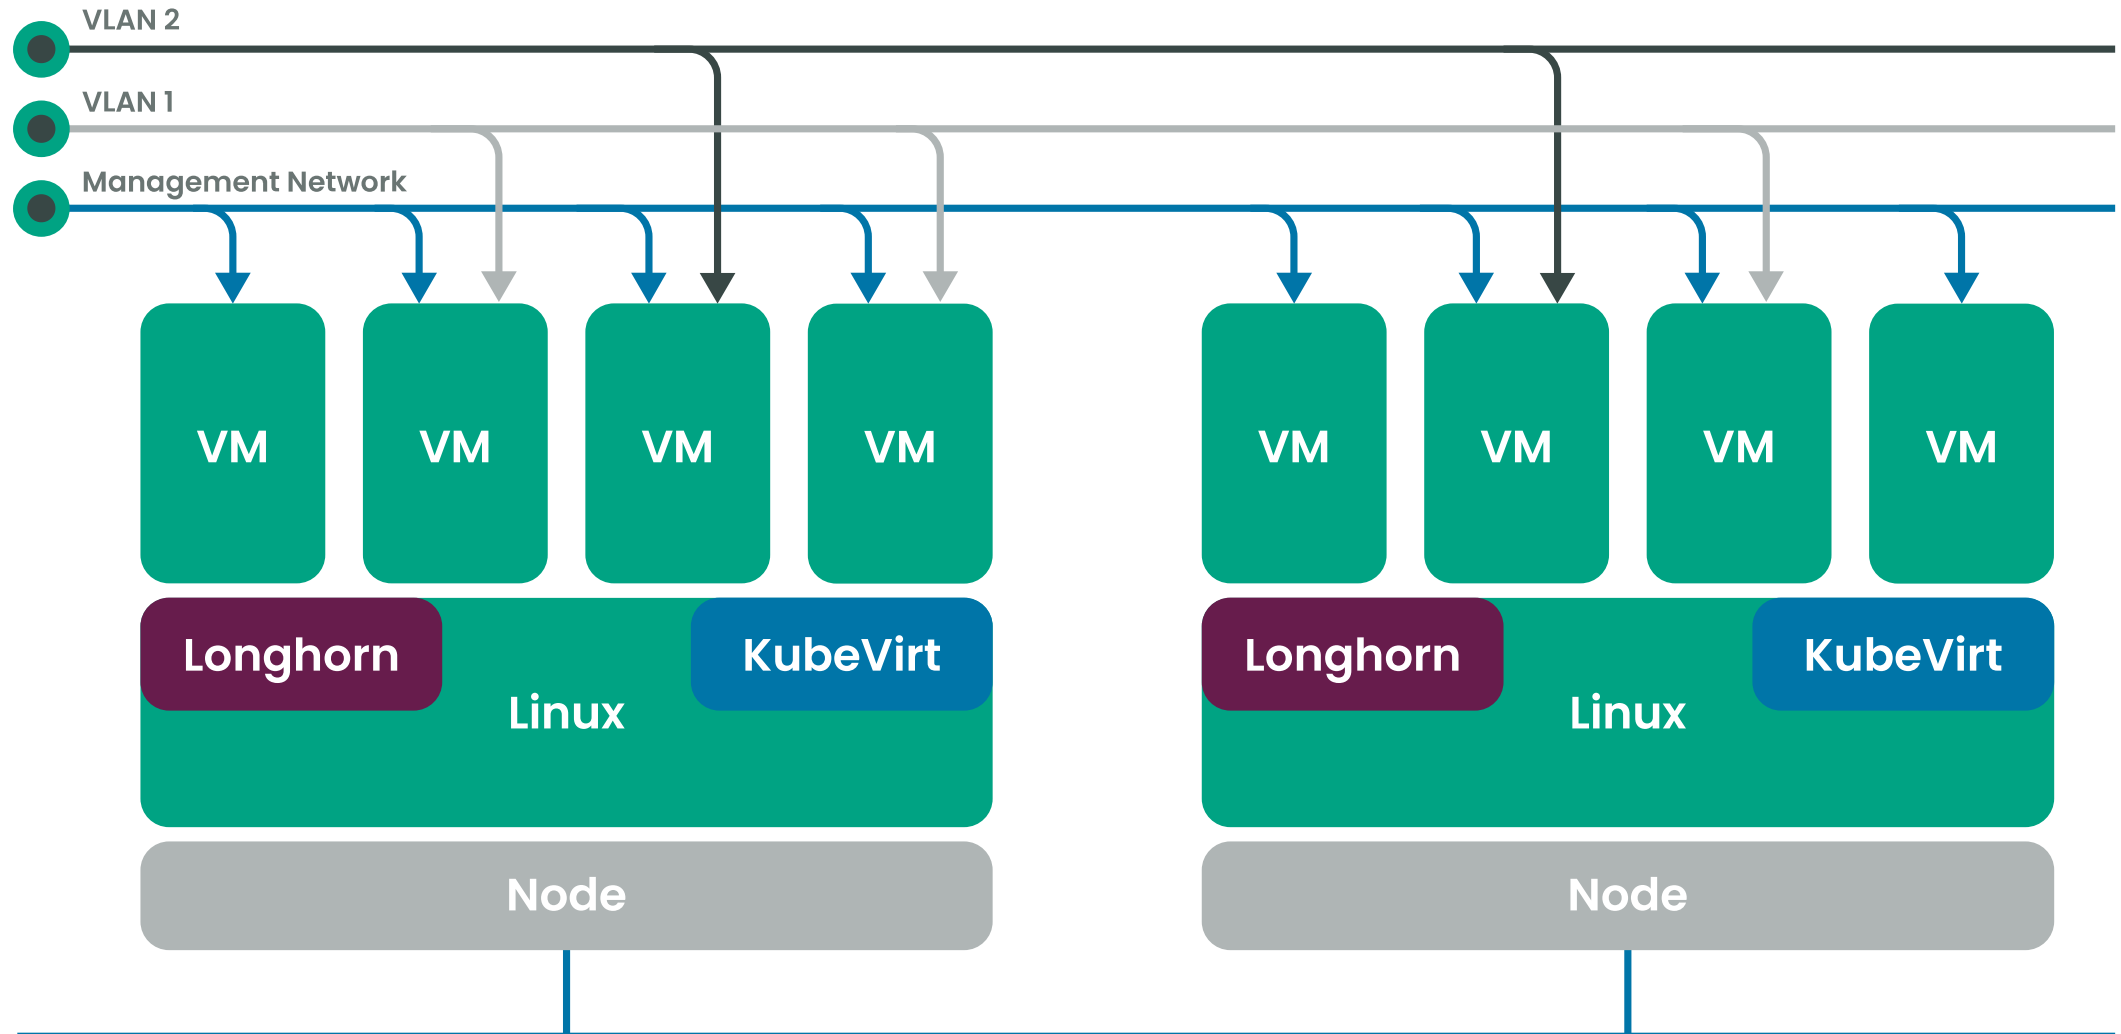 VLAN 2
VLAN 1
Management Network
VM VM VM VM VM VM VM VM
Longhorn KubeVirt Longhorn KubeVirt
Linux Linux
Node Node